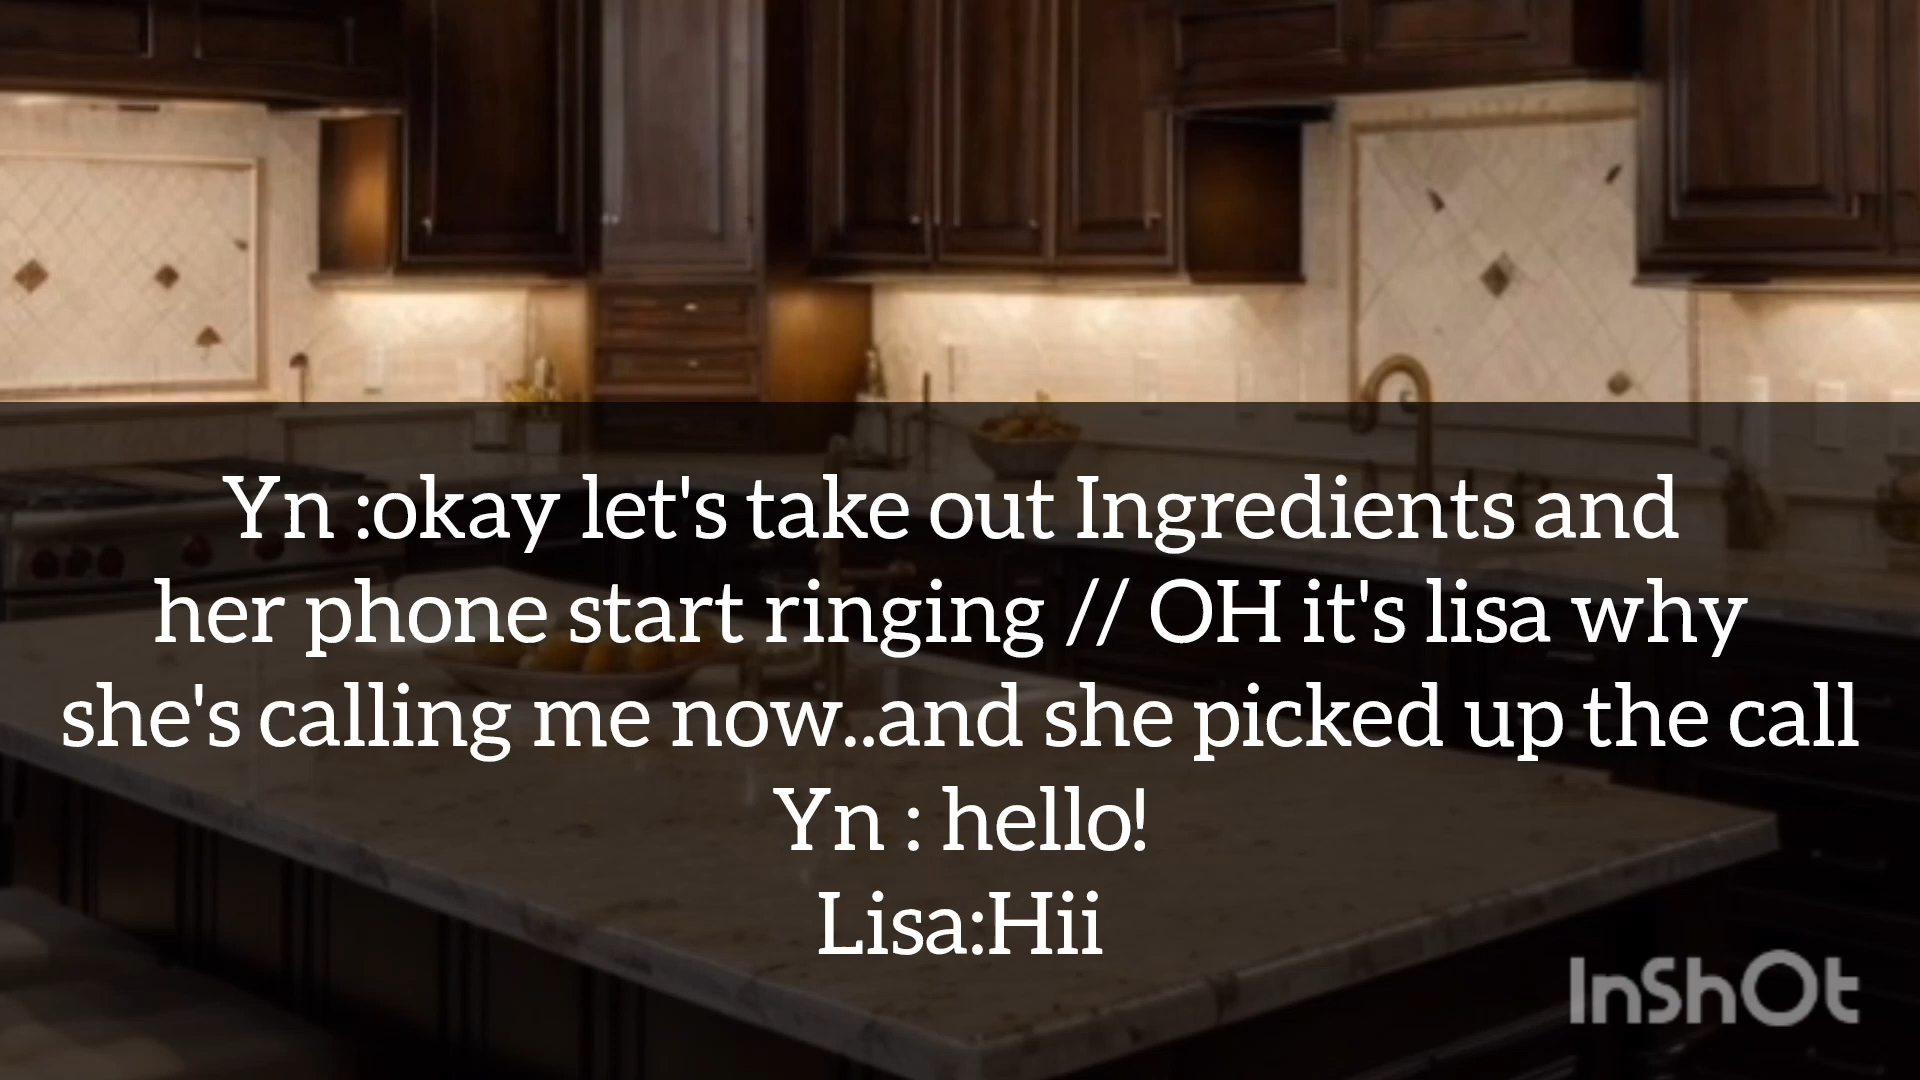 Yn :okay let's take out Ingredients and
her phone start ringing // OH it's lisa why
she's calling me now..and she picked up the call
Yn : hello!
Lisa:Hii
InShOt